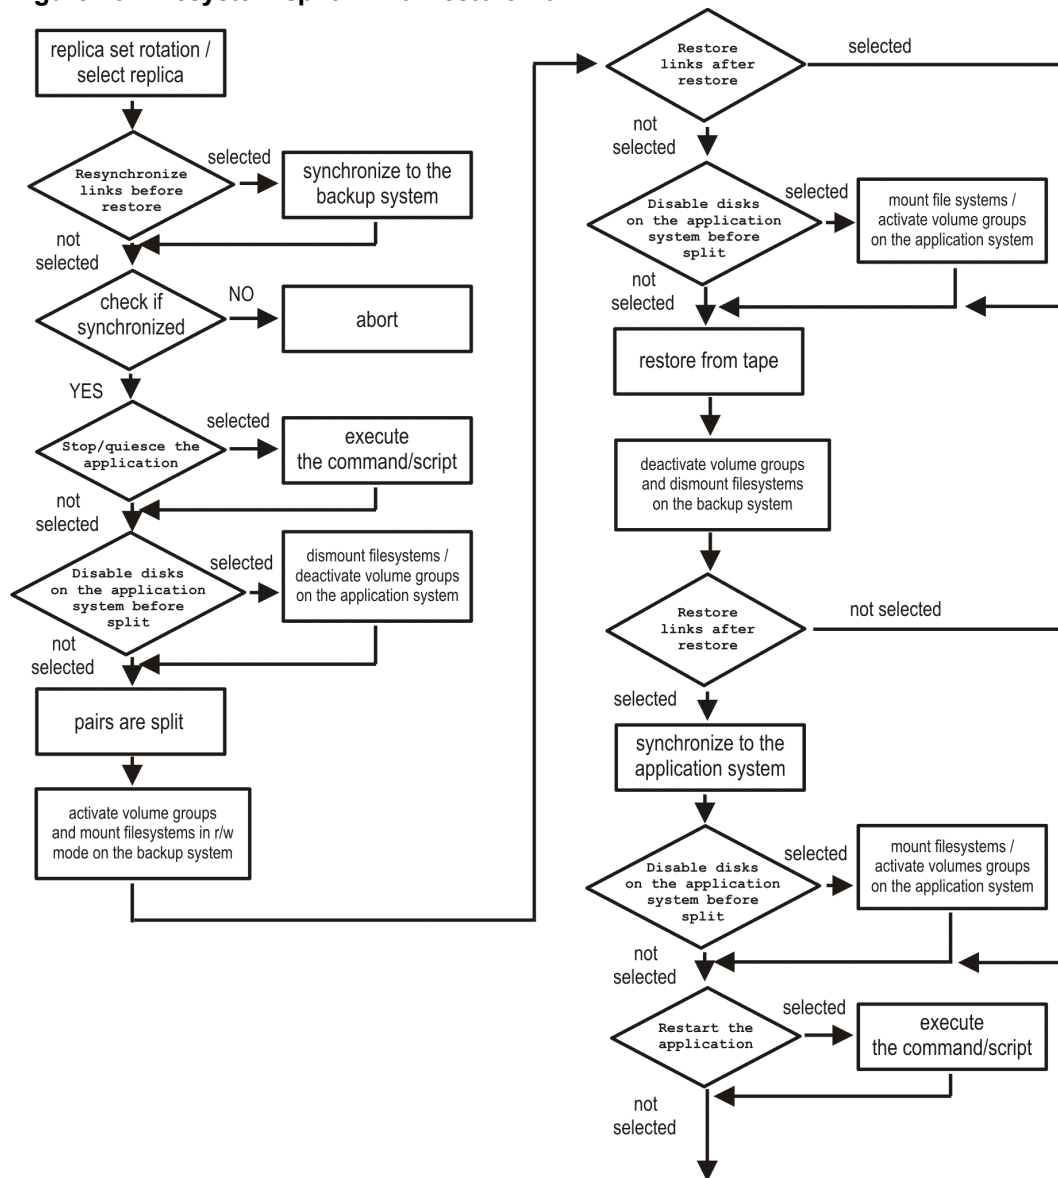 replica set rotation /
select replica
selected
Resynchronize
links before
restore
synchronize to the
backup system
not
selected
check if
synchronized
NO
abort
YES
selected
Stop/quiesce the
application
execute
the command/script
not
selected
selected
Disable disks
on the application
system before
split
dismount filesystems /
deactivate volume groups
on the application system
not
selected
pairs are split
activate volume groups
and mount filesystems in r/w
mode on the backup system
Restore
links after
restore
selected
not
selected
selected
Disable disks
on the application
system before
split
mount file systems /
activate volume groups
on the application system
not
selected
restore from tape
deactivate volume groups
and dismount filesystems
on the backup system
Restore
links after
restore
not selected
selected
synchronize to the
application system
selected
Disable disks
on the application
system before
split
mount filesystems /
activate volumes groups
on the application system
not
selected
selected
Restart the
application
execute
the command/script
not
selected